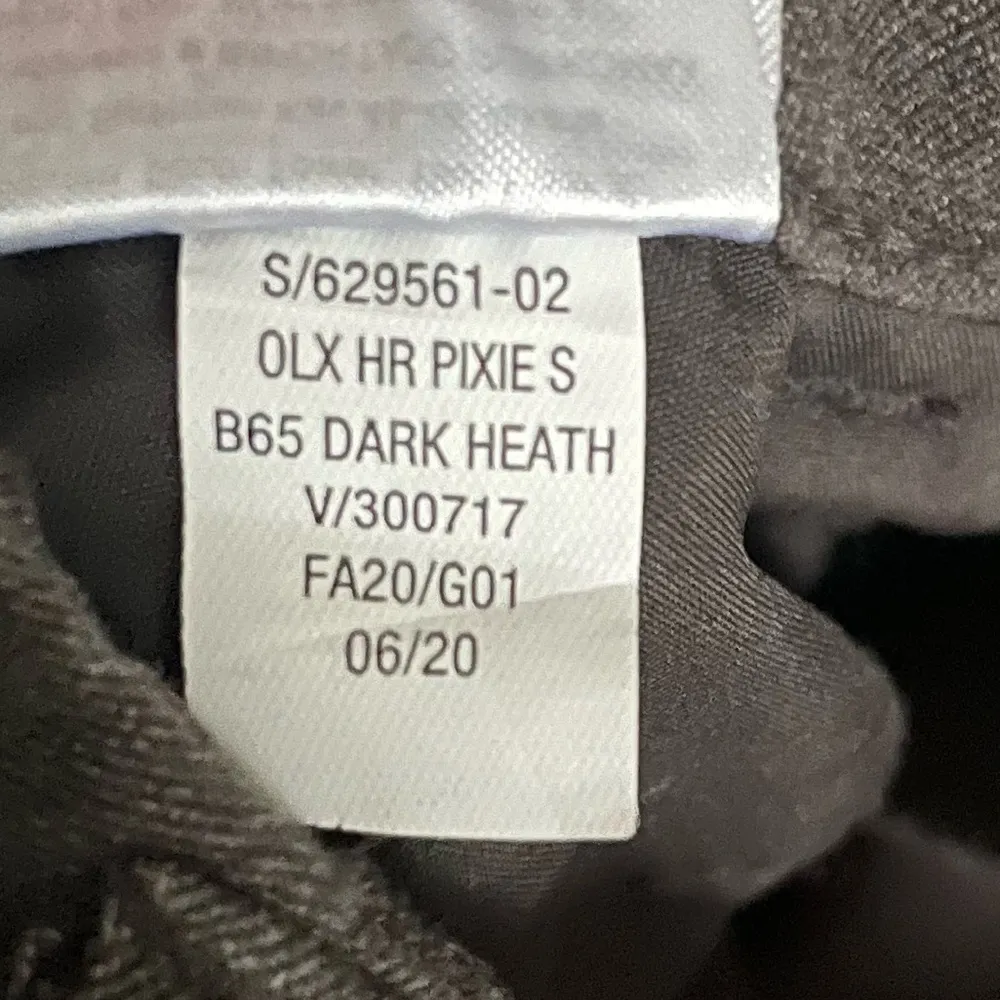 S/629561-02
OLX HR PIXIE S
B65 DARK HEATH
V/300717
FA20/G01
06/20